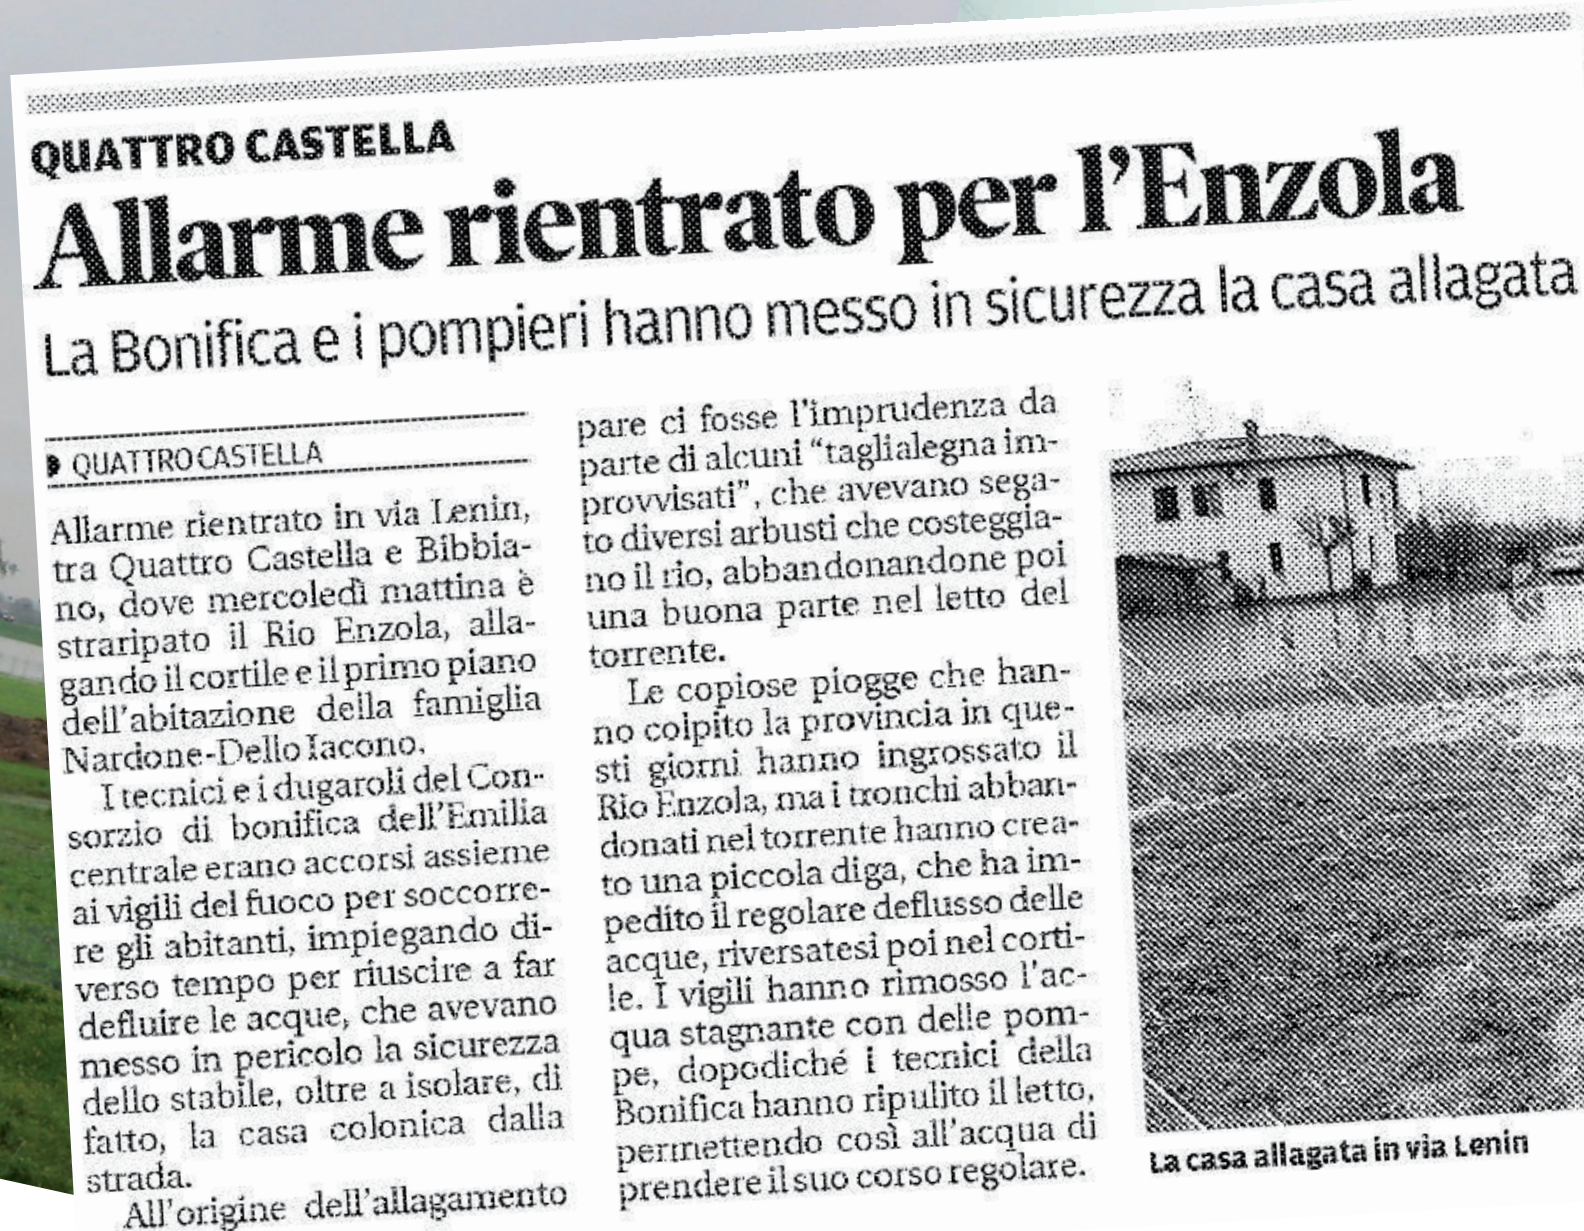 QUATTRO CASTELLA
Allarme rientrato per l'Enzola
La Bonifica e i pompieri hanno messo in sicurezza la casa allagata
QUATTRO CASTELLA
Allarme rientrato in via Lenin,
tra Quattro Castella e Bibbia-
no, dove mercoledì mattina è
straripato il Rio Enzola, alla-
gando il cortile e il primo piano
dell'abitazione della famiglia
Nardone-Dello Iacono.
I tecnici e i dugaroli del Con-
sorzio di bonifica dell'Emilia
centrale erano accorsi assieme
ai vigili del fuoco per soccorre-
re gli abitanti, impiegando di-
verso tempo per riuscire a far
defluire le acque, che avevano
messo in pericolo la sicurezza
dello stabile, oltre a isolare, di
fatto, la casa colonica dalla
strada.
All'origine dell'allagamento
pare ci fosse l'imprudenza da
parte di alcuni "taglialegna im-
provvisati", che avevano sega-
to diversi arbusti che costeggia-
no il rio, abbandonandone poi
una buona parte nel letto del
torrente.
Le copiose piogge che han-
no colpito la provincia in que-
sti giorni hanno ingrossato il
Rio Enzola, ma i tronchi abban-
donati nel torrente hanno crea-
to una piccola diga, che ha im-
pedito il regolare deflusso delle
acque, riversatesi poi nel corti-
le. I vigili hanno rimosso l'ac-
qua stagnante con delle pom-
pe, dopodiché i tecnici della
Bonifica hanno ripulito il letto,
permettendo così all'acqua di
prendere il suo corso regolare.
La casa allagata in via Lenin